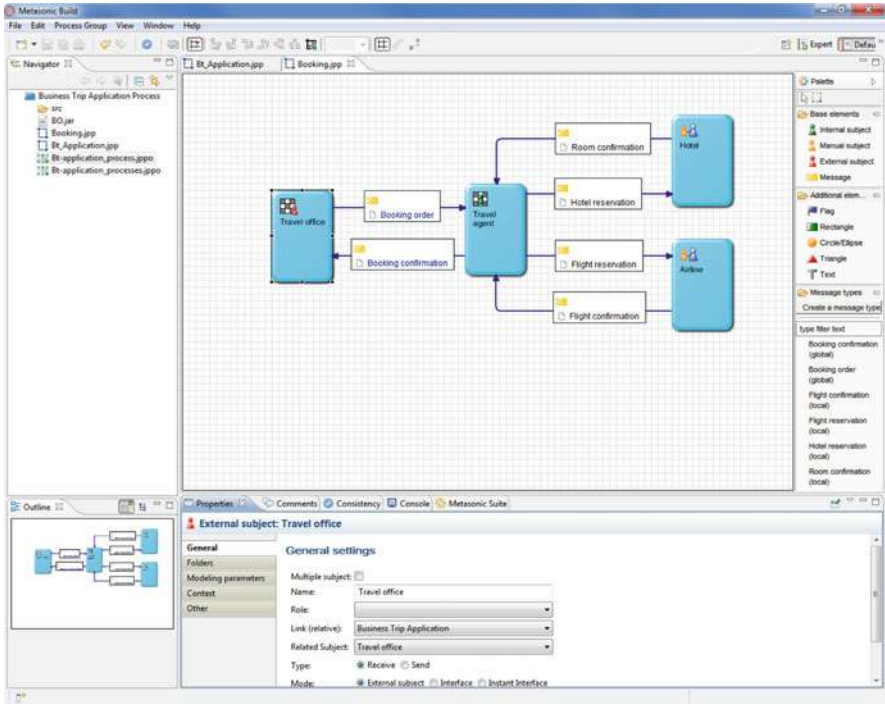 Metasonic Build
File Edit Process Group View Window Help
Expert Defau
Navigator
Business Trip Application Process
src
BO.jar
Booking.jpp
Bt_Application.jpp
Bt-application_process.jppo
Bt-application_processes.jppo
Bt_Application.jpp Booking.jpp
Travel office
Booking order
Booking confirmation
Travel
agent
Room confirmation
Hotel reservation
Flight reservation
Flight confirmation
Hotel
Airline
Palette
Base elements
Internal subject
Manual subject
External subject
Message
Additional elem...
Flag
Rectangle
Circle/Ellipse
Triangle
Text
Message types
Create a message type
type filter text
Booking confirmation
(global)
Booking order
(global)
Flight confirmation
(local)
Flight reservation
(local)
Hotel reservation
(local)
Room confirmation
(local)
Outline
Properties Comments Consistency Console Metasonic Suite
External subject: Travel office
General
Folders
Modeling parameters
Context
Other
General settings
Multiple subject:
Name: Travel office
Role:
Link (relative): Business Trip Application
Related Subject: Travel office
Type: Receive Send
Mode: External subject Interface Instant Interface